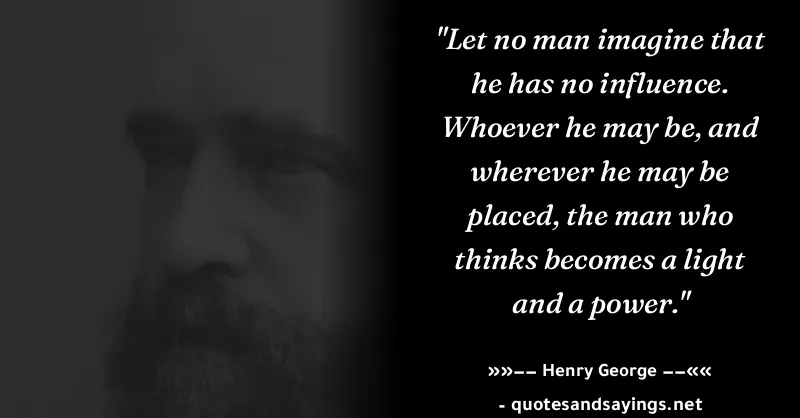 "Let no man imagine that
he has no influence.
Whoever he may be, and
wherever he may be
placed, the man who
thinks becomes a light
and a power."
»»–– Henry George ––««
- quotesandsayings.net